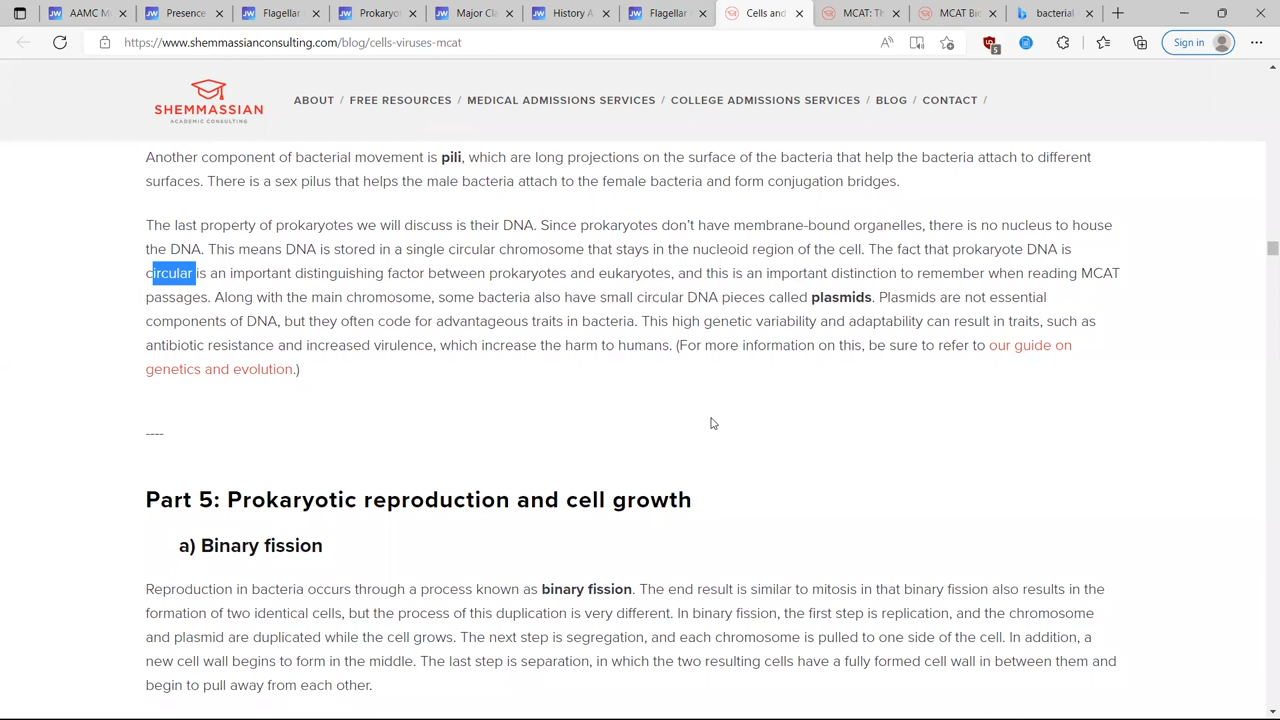 AAMC M
Presence
Flagellar
Prokaryo
Major Cl
History A
Flagellar
Cells and
MCAT: Th
MCAT Bi
bacterial
https://www.shemmassianconsulting.com/blog/cells-viruses-mcat
5
Sign in
SHEMMASSIAN
ACADEMIC CONSULTING
ABOUT / FREE RESOURCES / MEDICAL ADMISSIONS SERVICES / COLLEGE ADMISSIONS SERVICES / BLOG / CONTACT /
Another component of bacterial movement is pili, which are long projections on the surface of the bacteria that help the bacteria attach to different
surfaces. There is a sex pilus that helps the male bacteria attach to the female bacteria and form conjugation bridges.
The last property of prokaryotes we will discuss is their DNA. Since prokaryotes don't have membrane-bound organelles, there is no nucleus to house
the DNA. This means DNA is stored in a single circular chromosome that stays in the nucleoid region of the cell. The fact that prokaryote DNA is
circular is an important distinguishing factor between prokaryotes and eukaryotes, and this is an important distinction to remember when reading MCAT
passages. Along with the main chromosome, some bacteria also have small circular DNA pieces called plasmids. Plasmids are not essential
components of DNA, but they often code for advantageous traits in bacteria. This high genetic variability and adaptability can result in traits, such as
antibiotic resistance and increased virulence, which increase the harm to humans. (For more information on this, be sure to refer to our guide on
genetics and evolution.)
----
Part 5: Prokaryotic reproduction and cell growth
a) Binary fission
Reproduction in bacteria occurs through a process known as binary fission. The end result is similar to mitosis in that binary fission also results in the
formation of two identical cells, but the process of this duplication is very different. In binary fission, the first step is replication, and the chromosome
and plasmid are duplicated while the cell grows. The next step is segregation, and each chromosome is pulled to one side of the cell. In addition, a
new cell wall begins to form in the middle. The last step is separation, in which the two resulting cells have a fully formed cell wall in between them and
begin to pull away from each other.